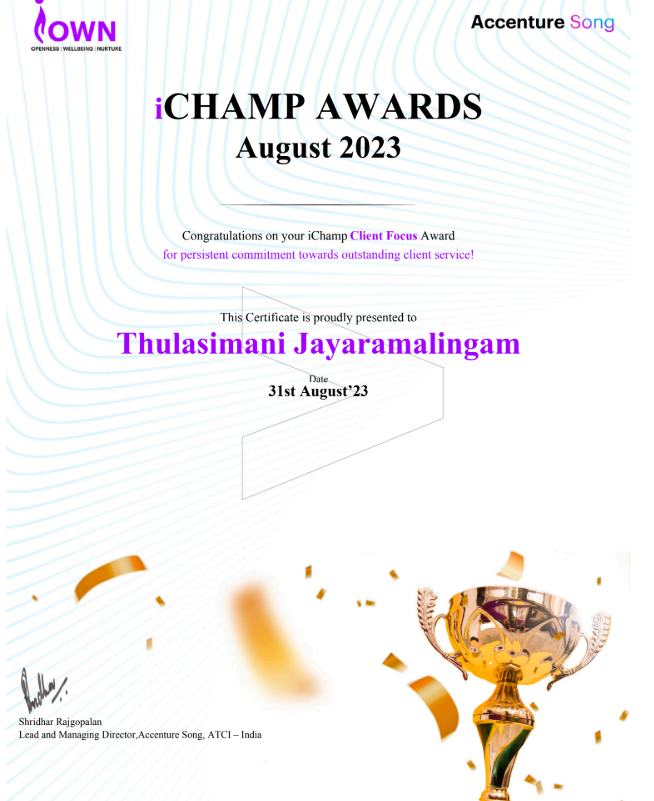 iOWN
OPENNESS | WELLBEING | NURTURE
Accenture Song
iCHAMP AWARDS
August 2023
Congratulations on your iChamp Client Focus Award
for persistent commitment towards outstanding client service!
This Certificate is proudly presented to
Thulasimani Jayaramalingam
Date
31st August’23
Shridhar
Shridhar Rajgopalan
Lead and Managing Director,Accenture Song, ATCI – India